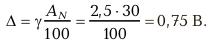 Δ = γ A_N/100 = 2,5 · 30/100 = 0,75 В.